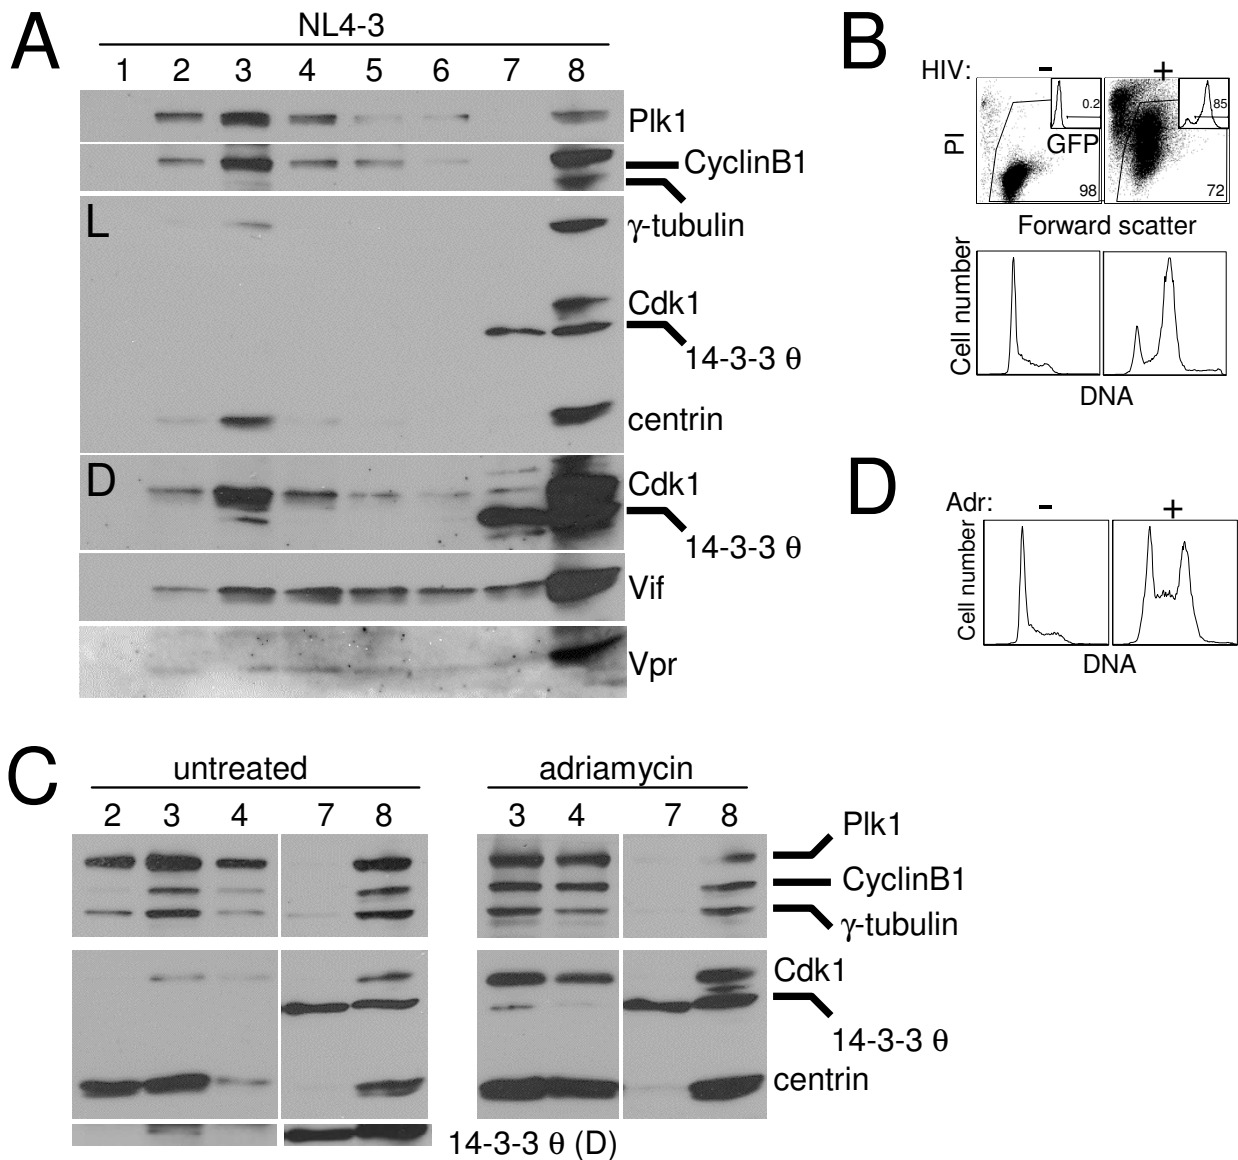 A
NL4-3
1 2 3 4 5 6 7 8
Plk1
CyclinB1
γ-tubulin
L
Cdk1
14-3-3 θ
centrin
D
Cdk1
14-3-3 θ
Vif
Vpr
B
HIV: - +
PI
0.2
GFP
98
85
72
Forward scatter
Cell number
DNA
D
Adr: - +
Cell number
DNA
C
untreated
adriamycin
2 3 4 7 8
3 4 7 8
Plk1
CyclinB1
γ-tubulin
Cdk1
14-3-3 θ
centrin
14-3-3 θ (D)